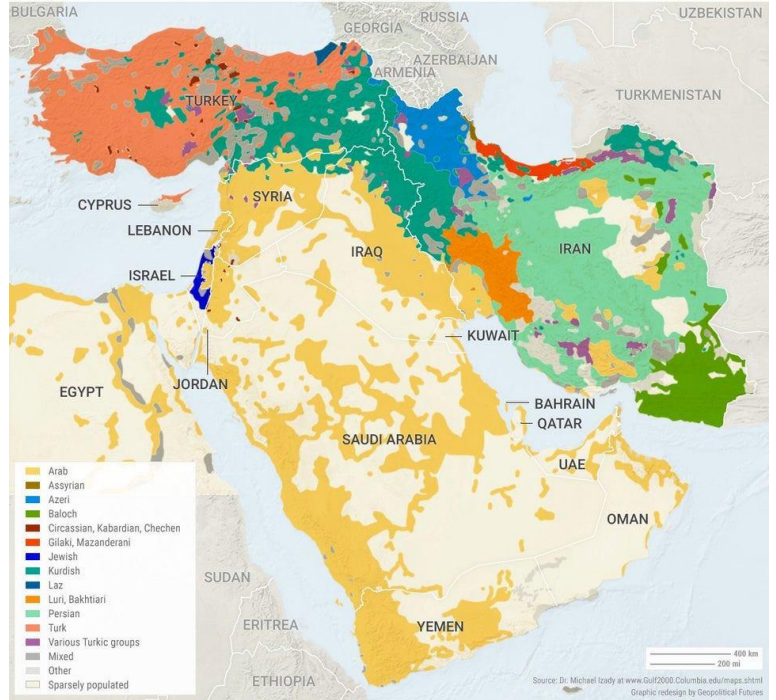 BULGARIA
RUSSIA
UZBEKISTAN
GEORGIA
AZERBAIJAN
ARMENIA
TURKMENISTAN
TURKEY
CYPRUS
SYRIA
LEBANON
IRAQ
IRAN
ISRAEL
KUWAIT
JORDAN
EGYPT
BAHRAIN
QATAR
SAUDI ARABIA
UAE
OMAN
SUDAN
ERITREA
YEMEN
ETHIOPIA
Arab
Assyrian
Azeri
Baloch
Circassian, Kabardian, Chechen
Gilaki, Mazanderani
Jewish
Kurdish
Laz
Luri, Bakhtiari
Persian
Turk
Various Turkic groups
Mixed
Other
Sparsely populated
400 km
200 mi
Source: Dr. Michael Izady at www.Gulf2000.Columbia.edu/maps.shtml
Graphic redesign by Geopolitical Futures